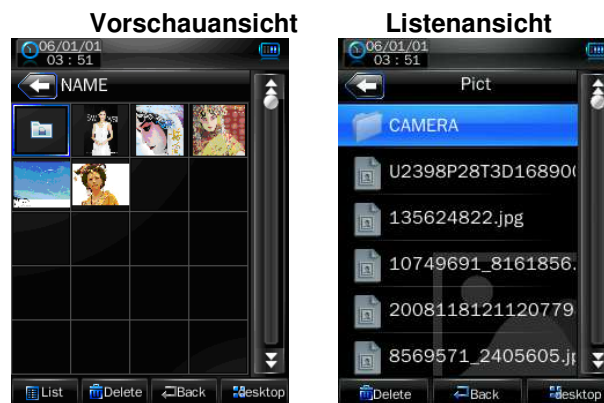 Vorschauansicht
06/01/01
03 : 51
NAME
List Delete Back Desktop
Listenansicht
06/01/01
03 : 51
Pict
CAMERA
U2398P28T3D16890(
135624822.jpg
10749691_8161856.
2008118121120779
8569571_2405605.j
Delete Back Desktop